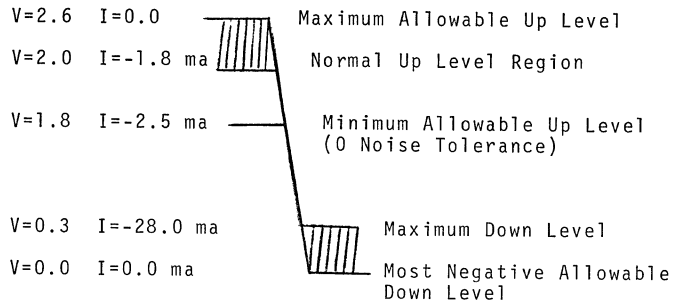 V=2.6 I=0.0 Maximum Allowable Up Level
V=2.0 I=-1.8 ma Normal Up Level Region
V=1.8 I=-2.5 ma Minimum Allowable Up Level
(0 Noise Tolerance)
V=0.3 I=-28.0 ma Maximum Down Level
V=0.0 I=0.0 ma Most Negative Allowable
Down Level